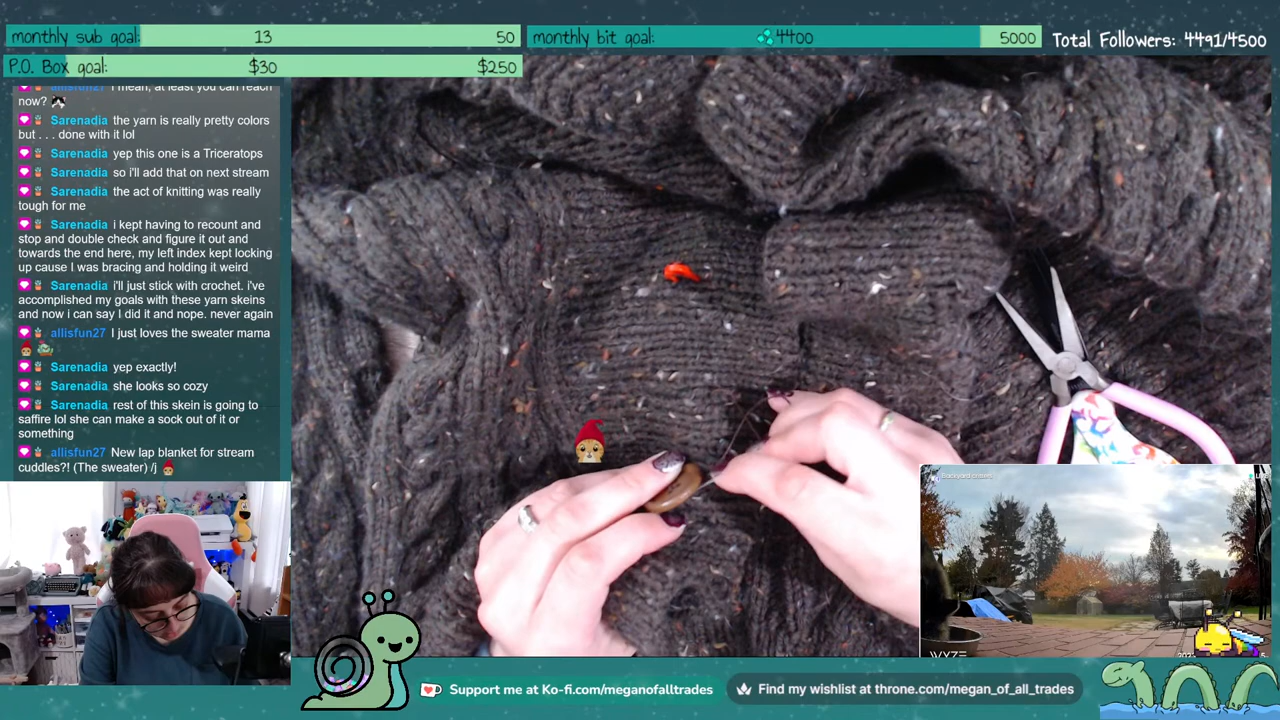 monthly sub goal: 13 50
monthly bit goal: 4400 5000
Total Followers: 4491/4500
P.O. Box goal: $30 $250
allisfun27 I mean, at least you can reach
now?
Sarenadia the yarn is really pretty colors
but . . . done with it lol
Sarenadia yep this one is a Triceratops
Sarenadia so i'll add that on next stream
Sarenadia the act of knitting was really
tough for me
Sarenadia i kept having to recount and
stop and double check and figure it out and
towards the end here, my left index kept locking
up cause I was bracing and holding it weird
Sarenadia i'll just stick with crochet. i've
accomplished my goals with these yarn skeins
and now i can say I did it and nope. never again
allisfun27 I just loves the sweater mama
Sarenadia yep exactly!
Sarenadia she looks so cozy
Sarenadia rest of this skein is going to
saffire lol she can make a sock out of it or
something
allisfun27 New lap blanket for stream
cuddles?! (The sweater) /j
WYZE
Support me at Ko-fi.com/meganofalltrades
Find my wishlist at throne.com/megan_of_all_trades